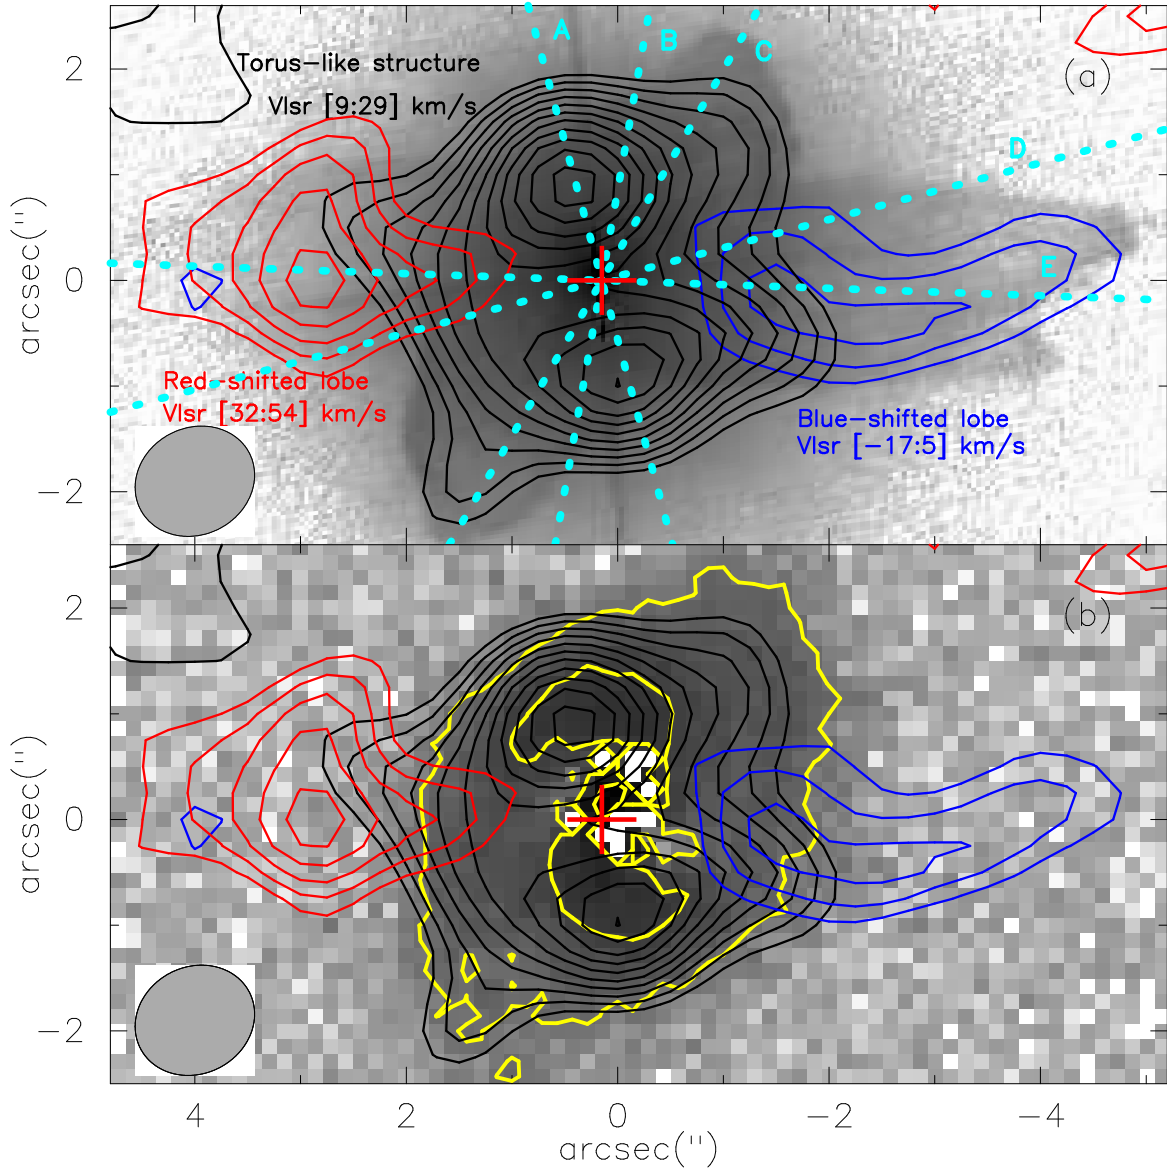 A
B
C
Torus-like structure
(a)
Vlsr [9:29] km/s
D
E
Red-shifted lobe
Vlsr [32:54] km/s
Blue-shifted lobe
Vlsr [-17:5] km/s
2
0
-2
arcsec(")
(b)
2
0
-2
arcsec(")
4 2 0 -2 -4
arcsec(")